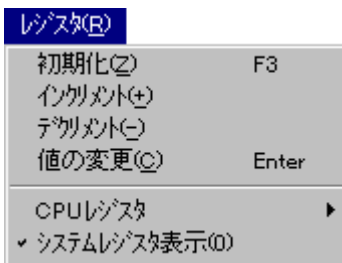 ﾚｼﾞｽﾀ(R)
初期化(Z) F3
ｲﾝｸﾘﾒﾝﾄ(+)
ﾃﾞｸﾘﾒﾝﾄ(-)
値の変更(C) Enter
CPUﾚｼﾞｽﾀ
ｼｽﾃﾑﾚｼﾞｽﾀ表示(0)